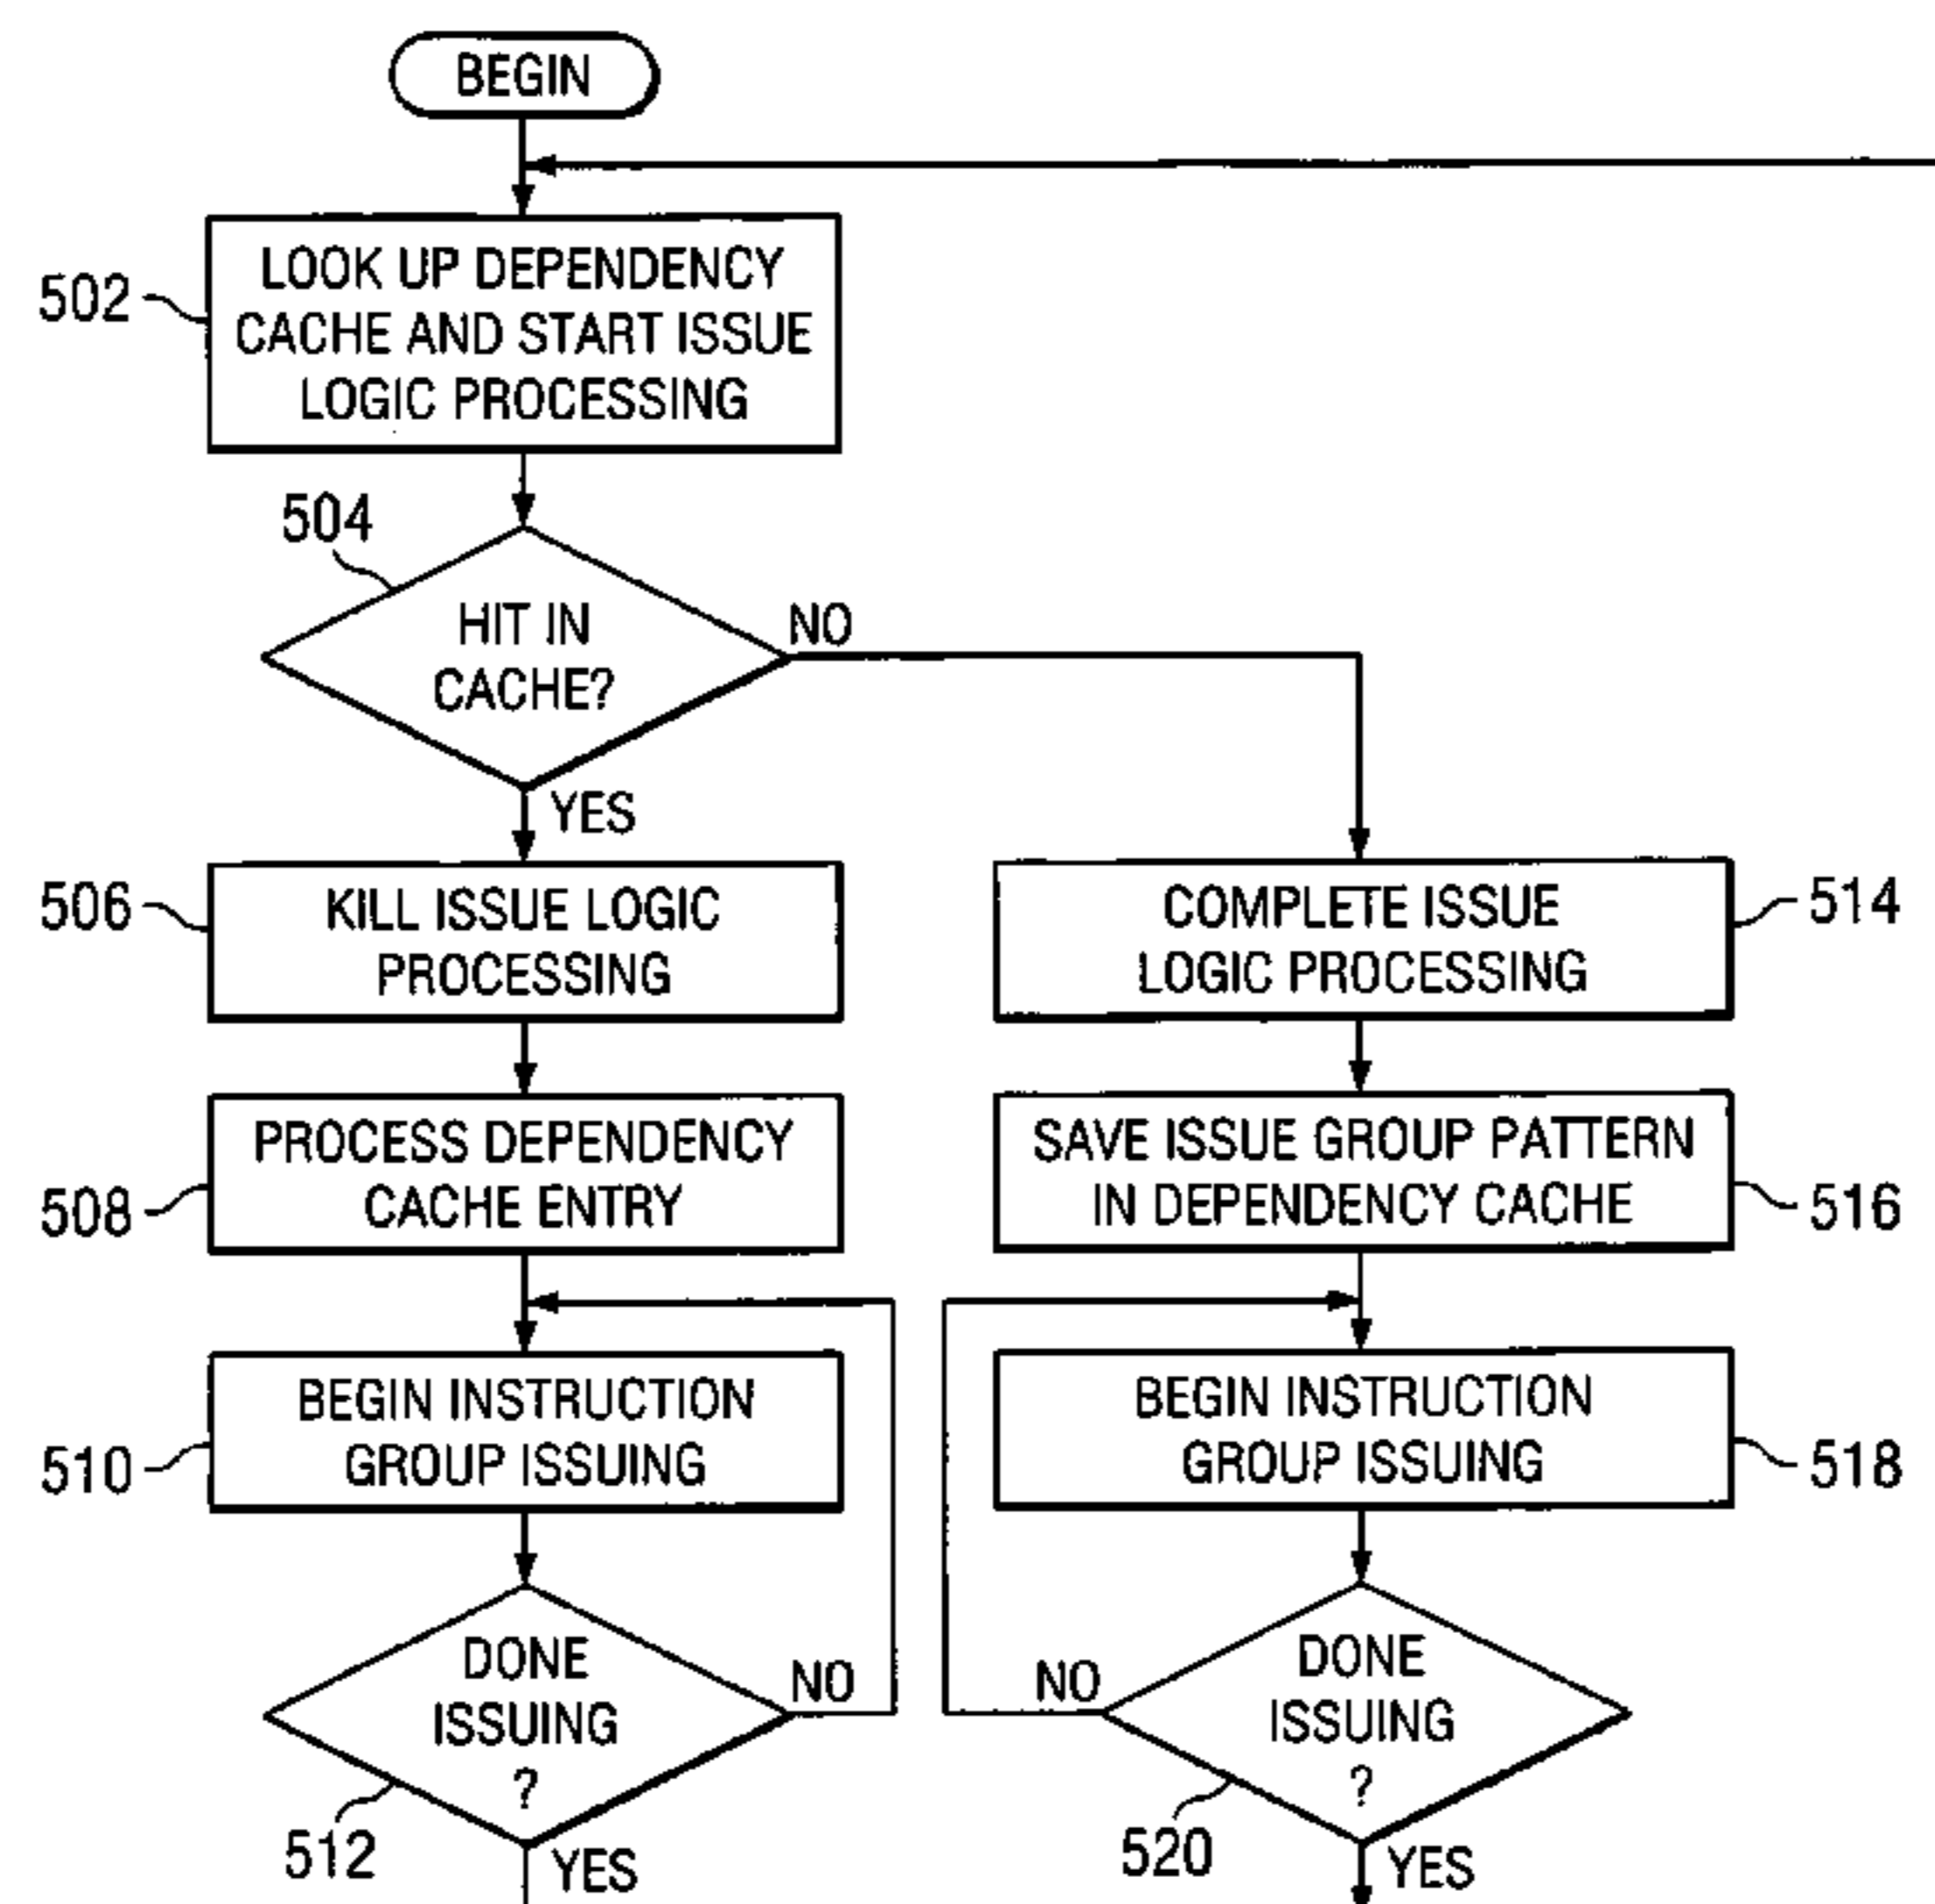 BEGIN
502
LOOK UP DEPENDENCY
CACHE AND START ISSUE
LOGIC PROCESSING
504
HIT IN
CACHE?
NO
YES
506
KILL ISSUE LOGIC
PROCESSING
COMPLETE ISSUE
LOGIC PROCESSING
514
508
PROCESS DEPENDENCY
CACHE ENTRY
SAVE ISSUE GROUP PATTERN
IN DEPENDENCY CACHE
516
510
BEGIN INSTRUCTION
GROUP ISSUING
BEGIN INSTRUCTION
GROUP ISSUING
518
DONE
ISSUING
?
NO
512
YES
NO
DONE
ISSUING
?
520
YES